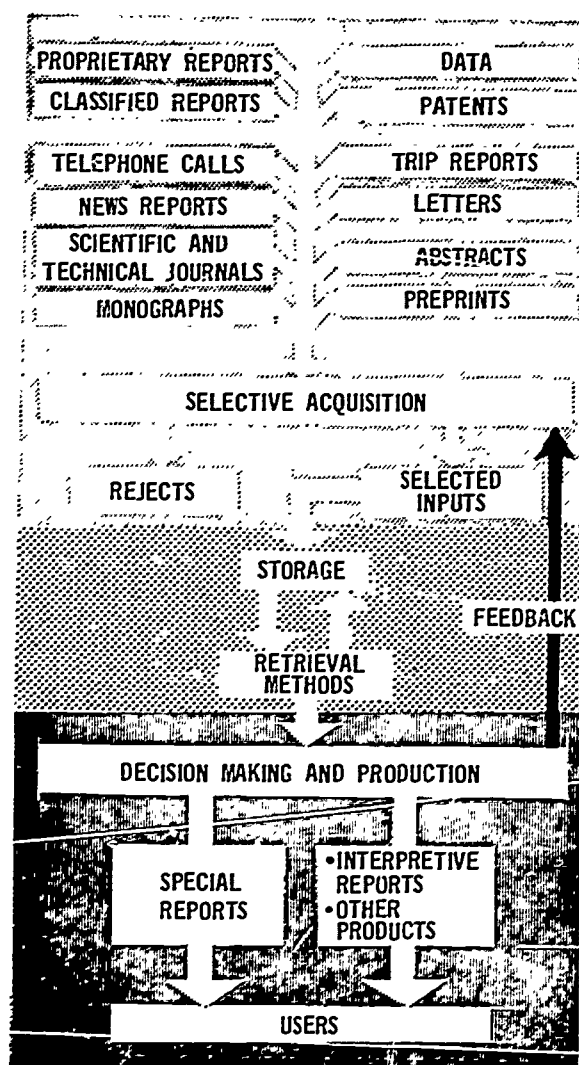 PROPRIETARY REPORTS
CLASSIFIED REPORTS
TELEPHONE CALLS
NEWS REPORTS
SCIENTIFIC AND
TECHNICAL JOURNALS
MONOGRAPHS
DATA
PATENTS
TRIP REPORTS
LETTERS
ABSTRACTS
PREPRINTS
SELECTIVE ACQUISITION
REJECTS
SELECTED
INPUTS
STORAGE
FEEDBACK
RETRIEVAL
METHODS
DECISION MAKING AND PRODUCTION
SPECIAL
REPORTS
•INTERPRETIVE
REPORTS
•OTHER
PRODUCTS
USERS